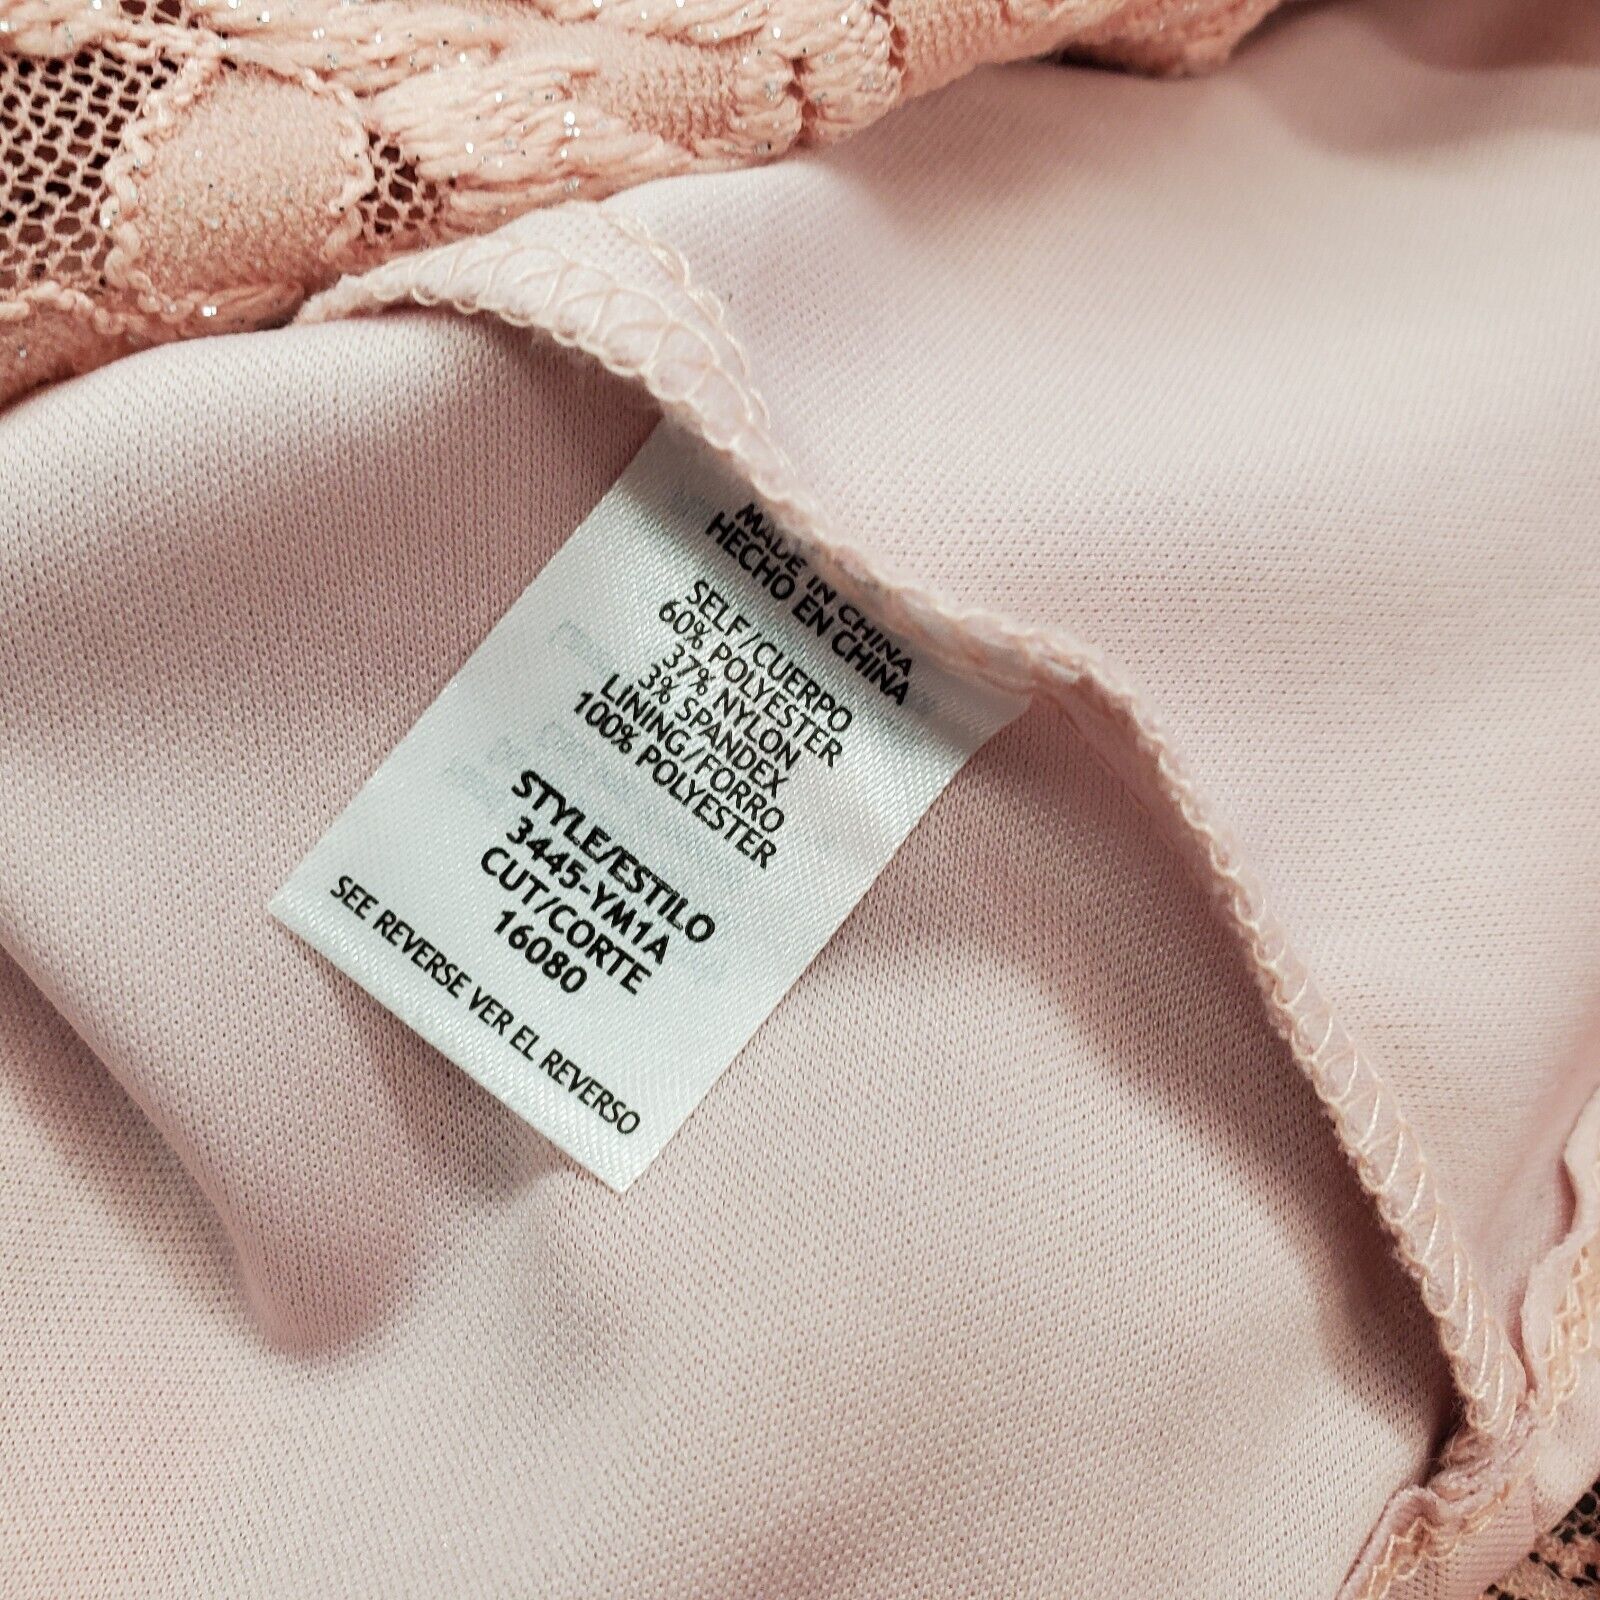 MADE IN CHINA
HECHO EN CHINA
SELF/CUERPO
60% POLYESTER
37% NYLON
3% SPANDEX
LINING/FORRO
100% POLYESTER
STYLE/ESTILO
3445-YM1A
CUT/CORTE
16080
SEE REVERSE VER EL REVERSO